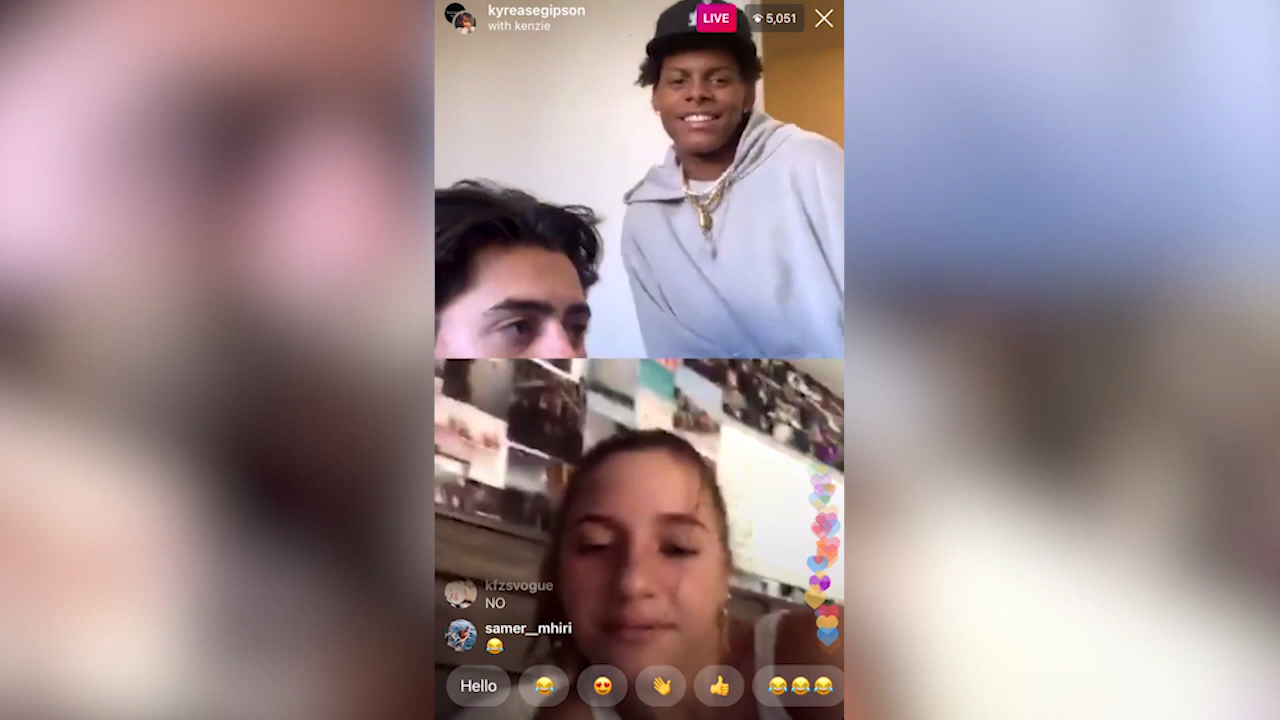 kyreasegipson
with kenzie
LIVE
5,051
kfzsvogue
NO
samer__mhiri
😂
Hello
😂
😍
👋
👍
😂😂😂